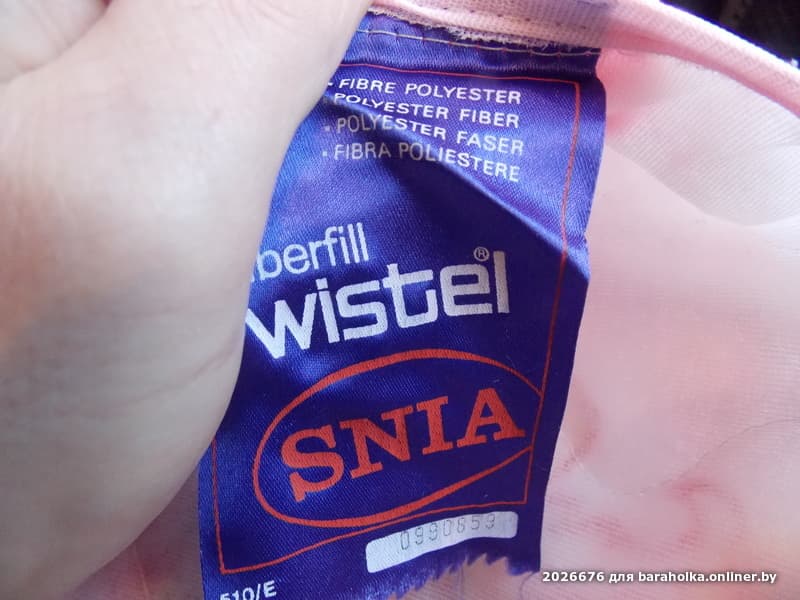 - FIBRE POLYESTER
- POLYESTER FIBER
- POLYESTER FASER
- FIBRA POLIESTERE
berfill
wistel®
SNIA
0990859
510/E
2026676 для baraholka.onliner.by